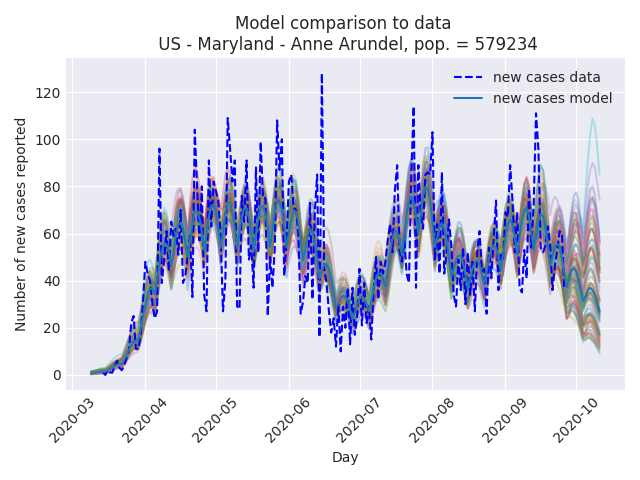 Model comparison to data
US - Maryland - Anne Arundel, pop. = 579234
new cases data
new cases model
Number of new cases reported
120
100
80
60
40
20
0
2020-03
2020-04
2020-05
2020-06
2020-07
2020-08
2020-09
2020-10
Day